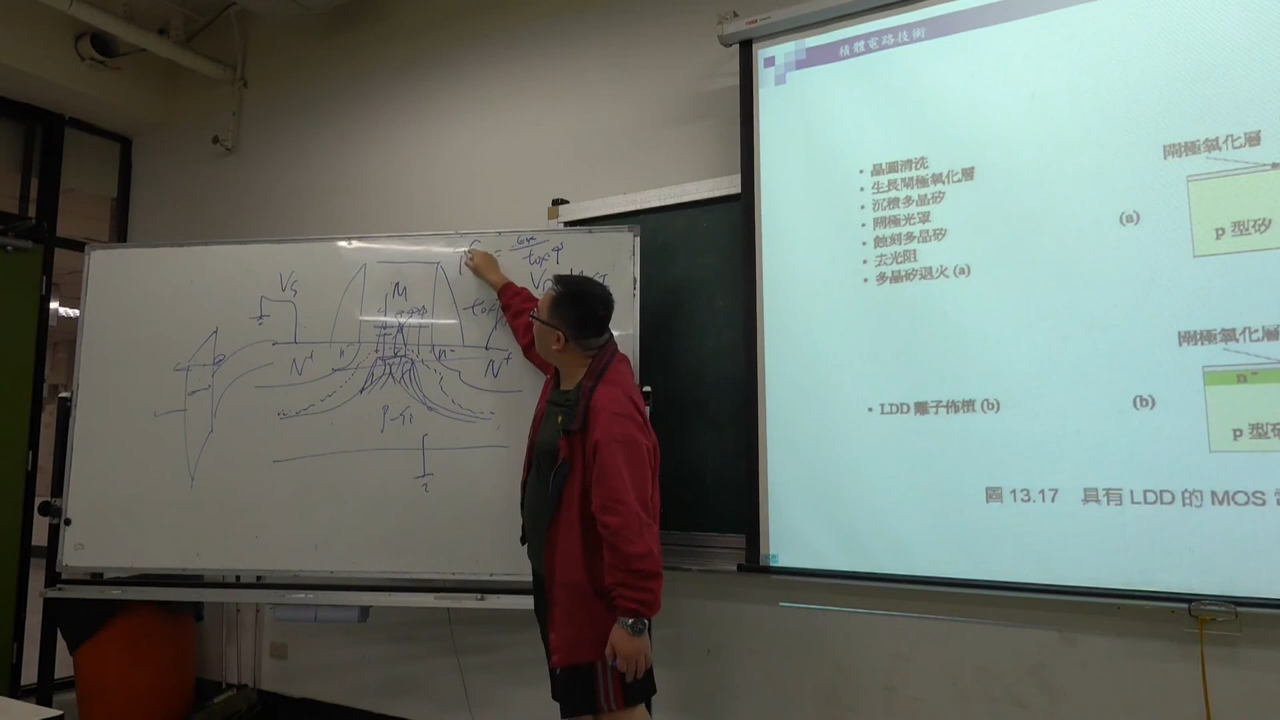 積體電路技術
• 晶圓清洗
• 生長閘極氧化層
• 沉積多晶矽
• 閘極光罩
• 蝕刻多晶矽
• 去光阻
• 多晶矽退火 (a)
(a)
閘極氧化層
p 型矽
• LDD 離子佈植 (b)
(b)
閘極氧化層
n⁻
p 型矽
圖 13.17 具有 LDD 的 MOS
Vs
M
N⁺
n⁻
n⁻
N⁺
P-Si